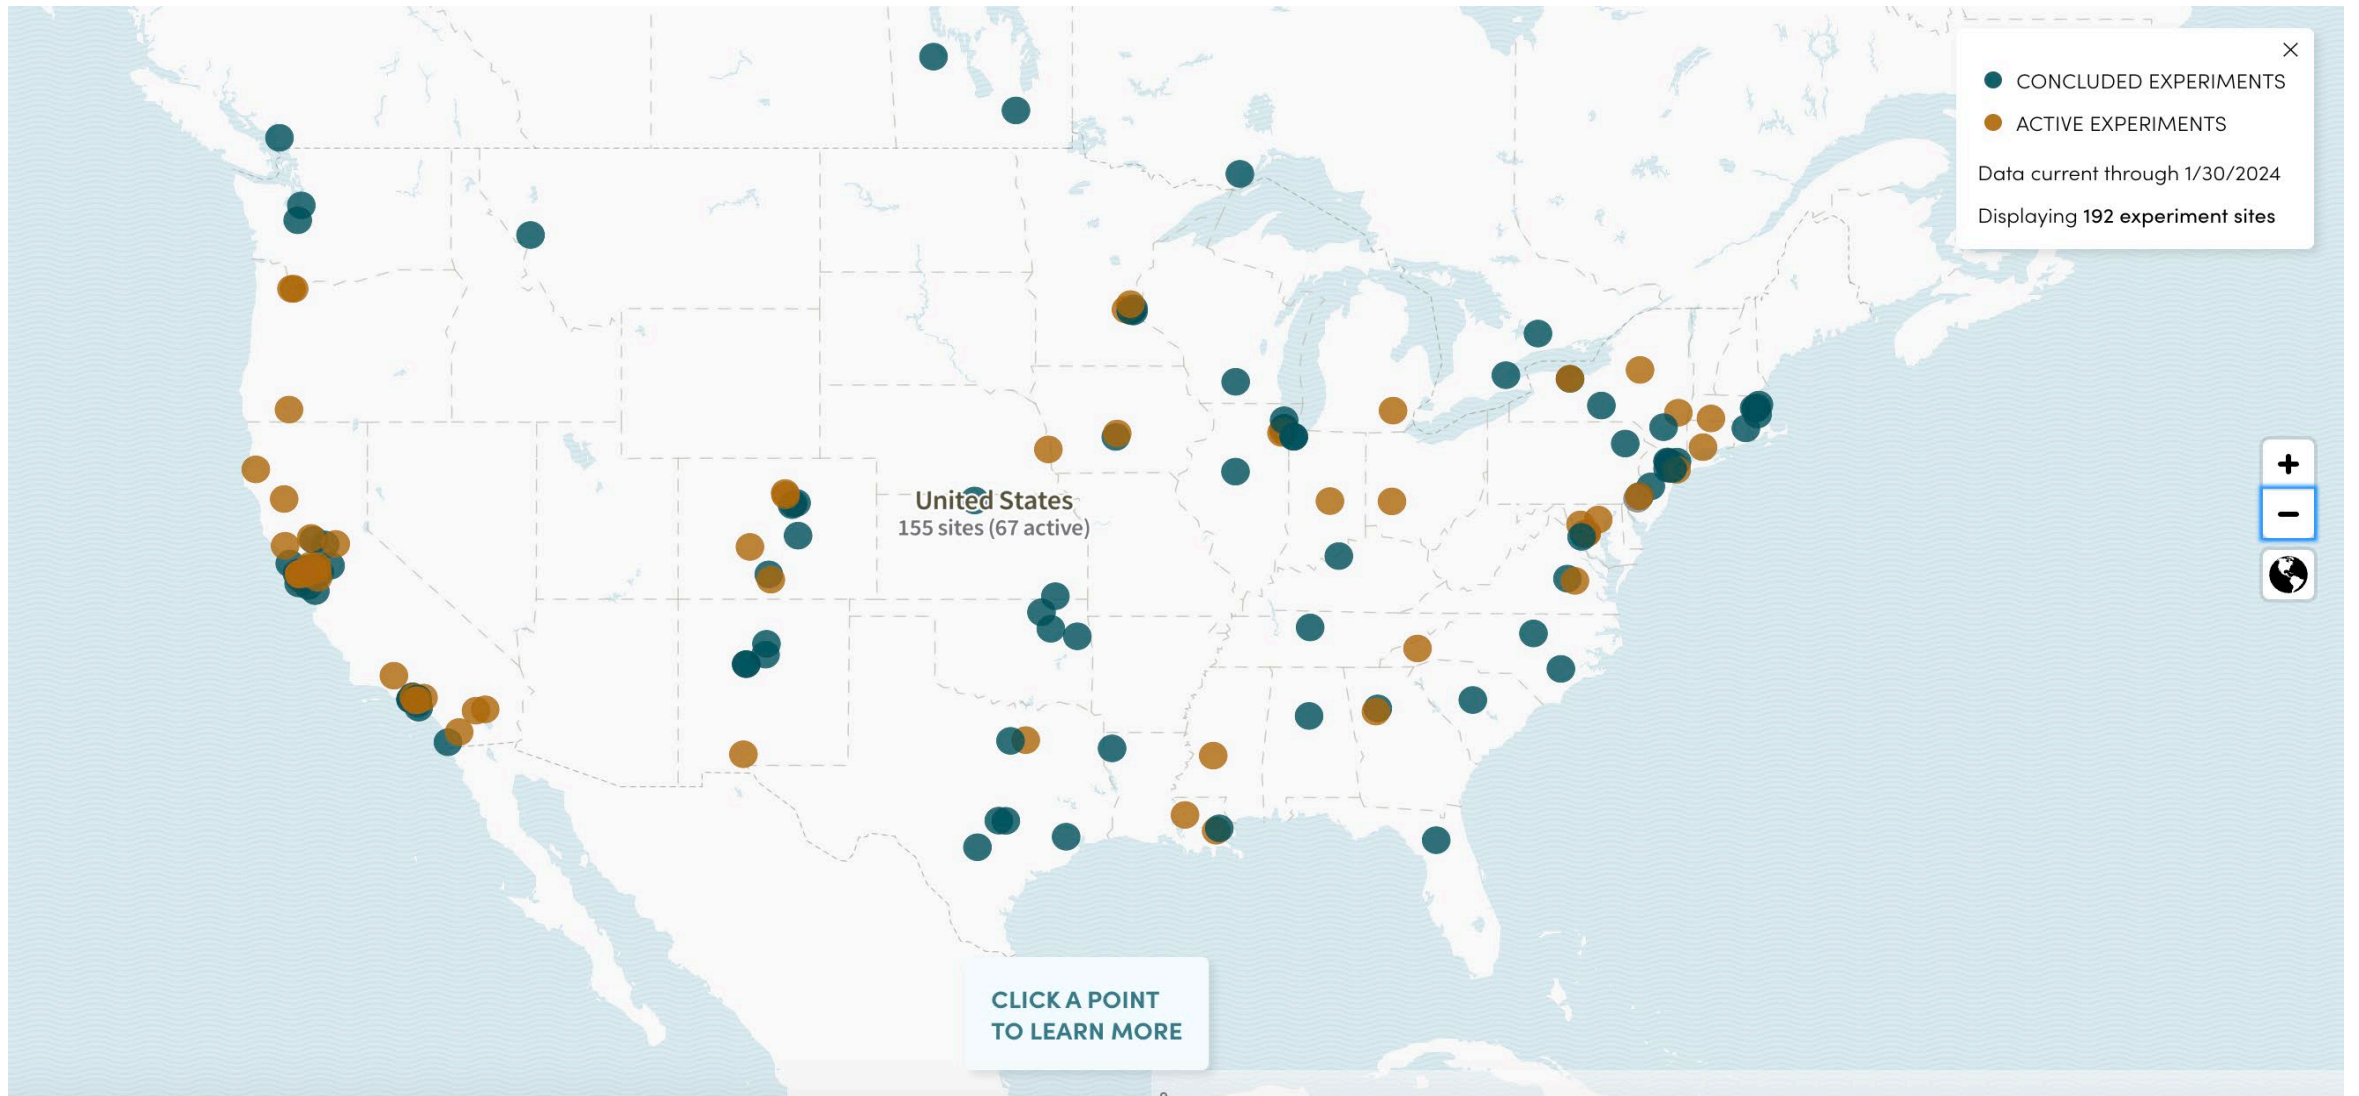 CONCLUDED EXPERIMENTS
ACTIVE EXPERIMENTS
Data current through 1/30/2024
Displaying 192 experiment sites
United States
155 sites (67 active)
CLICK A POINT
TO LEARN MORE